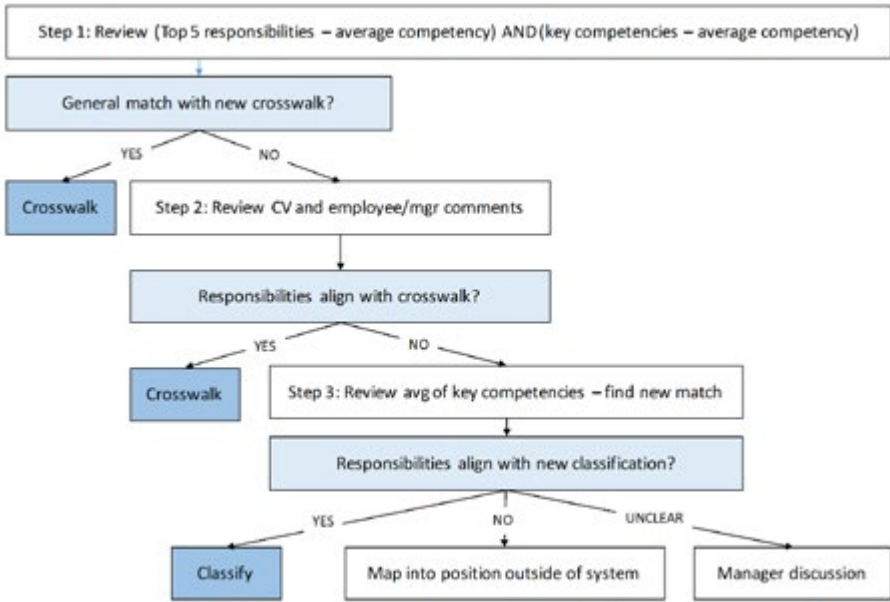 Step 1: Review (Top 5 responsibilities – average competency) AND (key competencies – average competency)
General match with new crosswalk?
YES
NO
Crosswalk
Step 2: Review CV and employee/mgr comments
Responsibilities align with crosswalk?
YES
NO
Crosswalk
Step 3: Review avg of key competencies – find new match
Responsibilities align with new classification?
YES
NO
UNCLEAR
Classify
Map into position outside of system
Manager discussion